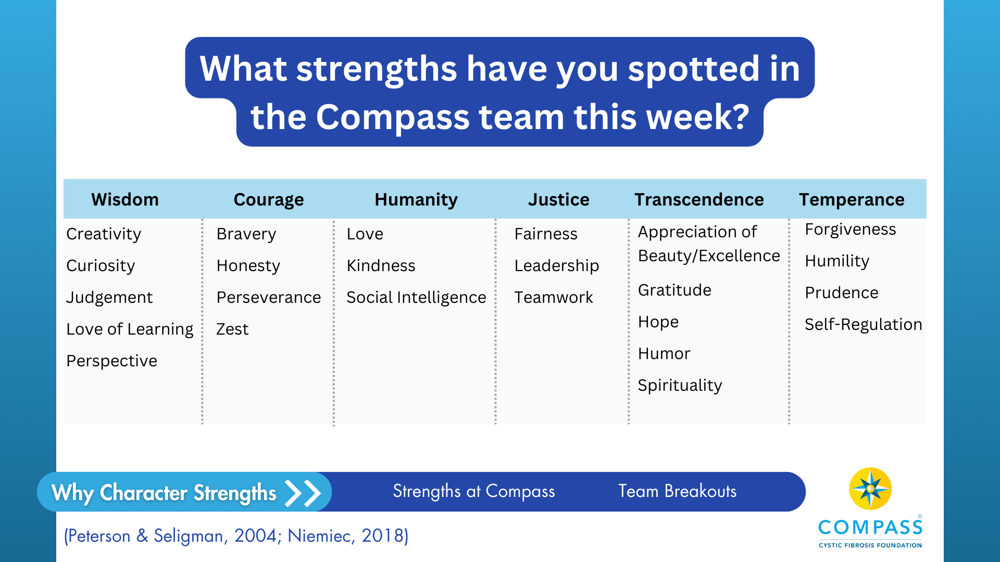 What strengths have you spotted in
the Compass team this week?
Wisdom
Courage
Humanity
Justice
Transcendence
Temperance
Creativity
Curiosity
Judgement
Love of Learning
Perspective
Bravery
Honesty
Perseverance
Zest
Love
Kindness
Social Intelligence
Fairness
Leadership
Teamwork
Appreciation of
Beauty/Excellence
Gratitude
Hope
Humor
Spirituality
Forgiveness
Humility
Prudence
Self-Regulation
Why Character Strengths
Strengths at Compass
Team Breakouts
(Peterson & Seligman, 2004; Niemiec, 2018)
COMPASS®
CYSTIC FIBROSIS FOUNDATION